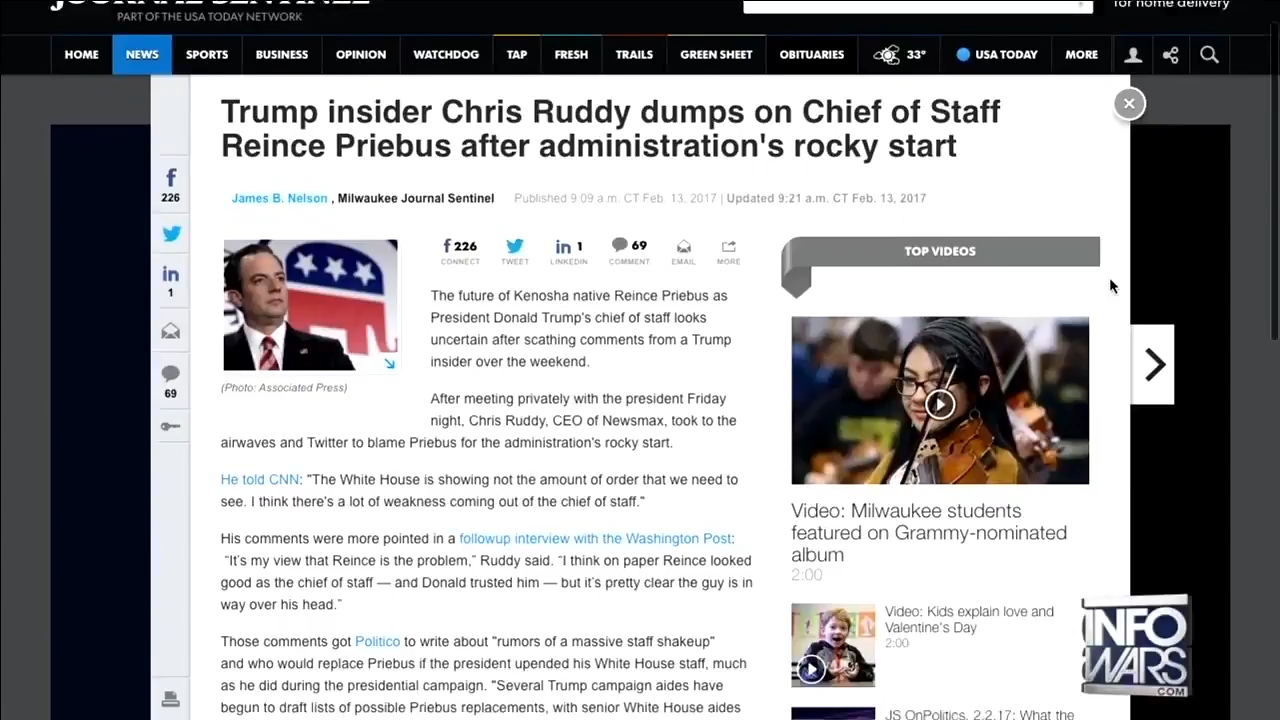 JOURNAL SENTINEL
PART OF THE USA TODAY NETWORK
for home delivery
HOME NEWS SPORTS BUSINESS OPINION WATCHDOG TAP FRESH TRAILS GREEN SHEET OBITUARIES 33° USA TODAY MORE
Trump insider Chris Ruddy dumps on Chief of Staff
Reince Priebus after administration's rocky start
James B. Nelson , Milwaukee Journal Sentinel Published 9:09 a.m. CT Feb. 13, 2017 | Updated 9:21 a.m. CT Feb. 13, 2017
226
1
69
f 226
CONNECT
TWEET
in 1
LINKEDIN
69
COMMENT
EMAIL
MORE
(Photo: Associated Press)
The future of Kenosha native Reince Priebus as
President Donald Trump's chief of staff looks
uncertain after scathing comments from a Trump
insider over the weekend.
After meeting privately with the president Friday
night, Chris Ruddy, CEO of Newsmax, took to the
airwaves and Twitter to blame Priebus for the administration's rocky start.
He told CNN: "The White House is showing not the amount of order that we need to
see. I think there's a lot of weakness coming out of the chief of staff."
His comments were more pointed in a followup interview with the Washington Post:
“It’s my view that Reince is the problem,” Ruddy said. “I think on paper Reince looked
good as the chief of staff — and Donald trusted him — but it’s pretty clear the guy is in
way over his head.”
Those comments got Politico to write about "rumors of a massive staff shakeup"
and who would replace Priebus if the president upended his White House staff, much
as he did during the presidential campaign. "Several Trump campaign aides have
begun to draft lists of possible Priebus replacements, with senior White House aides
TOP VIDEOS
Video: Milwaukee students
featured on Grammy-nominated
album
2:00
Video: Kids explain love and
Valentine's Day
2:00
JS OnPolitics, 2.2.17: What the
INFO
WARS
.COM